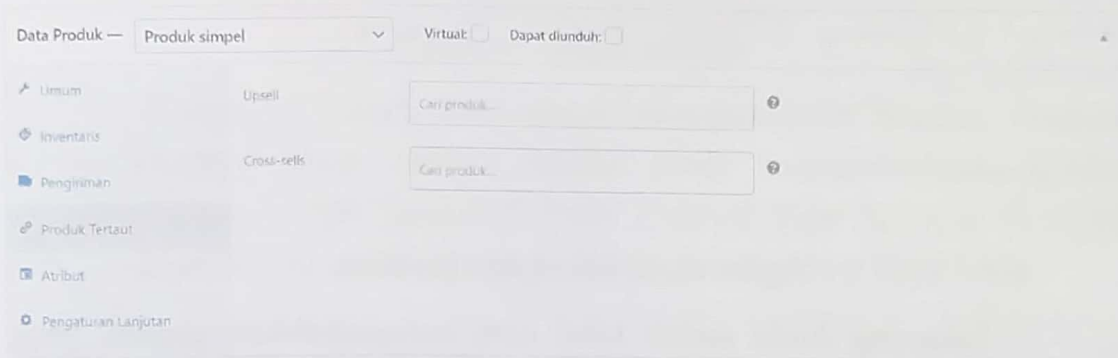 Data Produk — Produk simpel Virtual: Dapat diunduh:
Umum
Upsell
Cari produk...
Inventaris
Cross-sells
Cari produk...
Pengiriman
Produk Tertaut
Atribut
Pengaturan Lanjutan